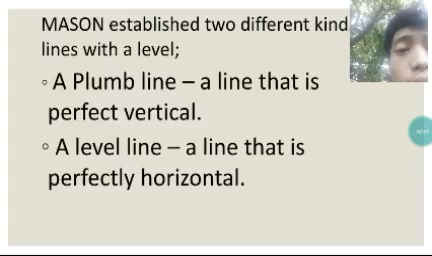 MASON established two different kind
lines with a level;
◦ A Plumb line – a line that is
perfect vertical.
◦ A level line – a line that is
perfectly horizontal.